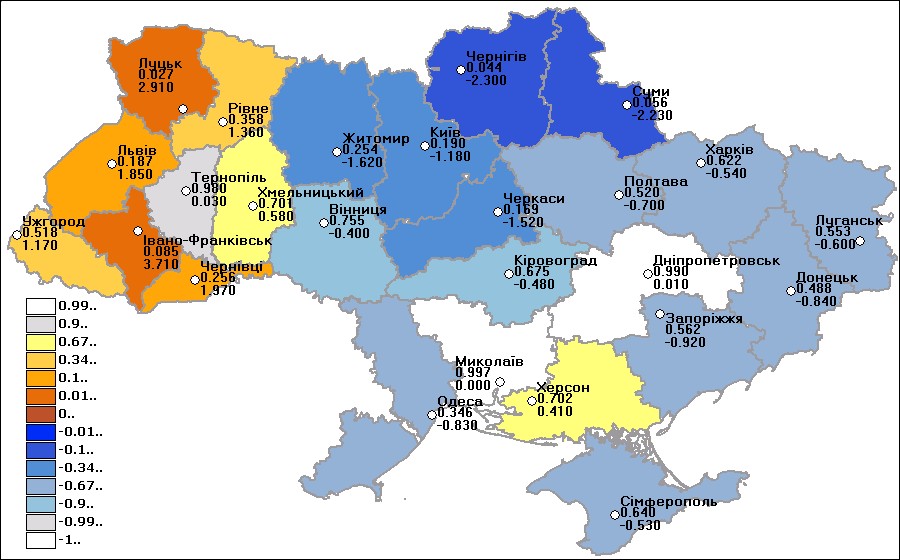 Луцьк
0.027
2.910
Рівне
0.358
1.360
Житомир
0.254
-1.620
Київ
0.190
-1.180
Чернігів
0.044
-2.300
Суми
0.056
-2.230
Харків
0.622
-0.540
Львів
0.187
1.850
Тернопіль
0.980
0.030
Хмельницький
0.701
0.580
Вінниця
0.755
-0.400
Черкаси
0.169
-1.520
Полтава
0.520
-0.700
Луганськ
0.553
-0.600
Ужгород
0.518
1.170
Івано-Франківськ
0.085
3.710
Чернівці
0.256
1.970
Кіровоград
0.675
-0.480
Дніпропетровськ
0.990
0.010
Донецьк
0.488
-0.840
Запоріжжя
0.562
-0.920
Миколаїв
0.997
0.000
Херсон
0.702
0.410
Одеса
0.346
-0.830
Сімферополь
0.640
-0.530
0.99..
0.9..
0.67..
0.34..
0.1..
0.01..
0..
-0.01..
-0.1..
-0.34..
-0.67..
-0.9..
-0.99..
-1..